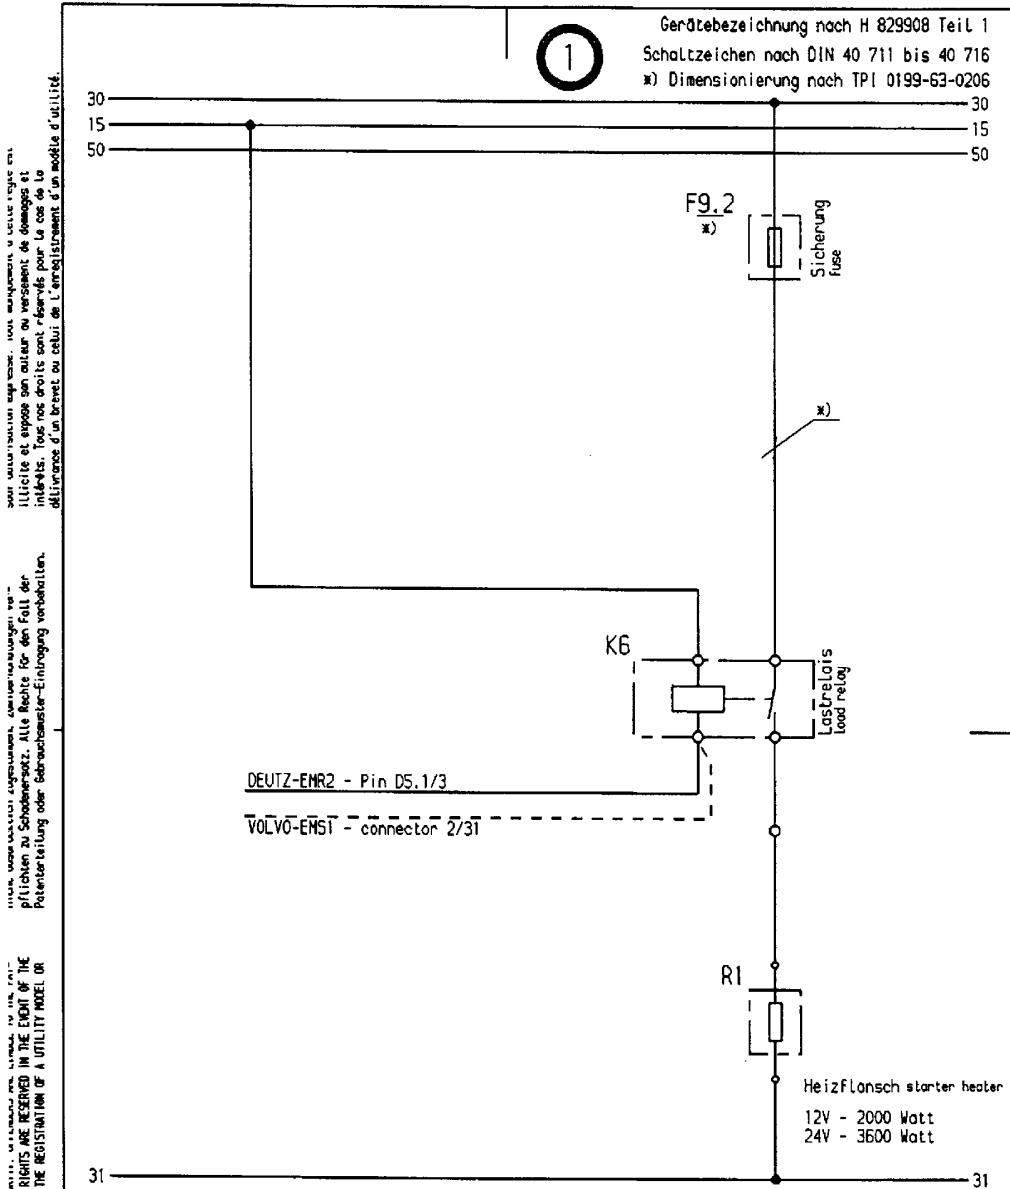 1
Gerätebezeichnung nach H 829908 Teil 1
Schaltzeichen nach DIN 40 711 bis 40 716
*) Dimensionierung nach TPI 0199-63-0206
30
30
15
15
50
50
F9.2
*)
Sicherung
fuse
*)
K6
Lastrelais
load relay
DEUTZ-EMR2 - Pin D5.1/3
VOLVO-EMS1 - connector 2/31
R1
Heizflansch starter heater
12V - 2000 Watt
24V - 3600 Watt
31
31
illicite et expose son auteur au versement de dommages et
intérêts. Tous nos droits sont réservés pour le cas de la
délivrance d'un brevet ou celui de l'enregistrement d'un modèle d'utilité.
pflichten zu Schadenersatz. Alle Rechte für den Fall der
Patenterteilung oder Gebrauchsmuster-Eintragung vorbehalten.
RIGHTS ARE RESERVED IN THE EVENT OF THE
THE REGISTRATION OF A UTILITY MODEL OR